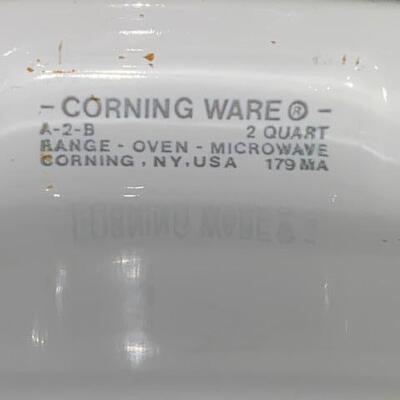 - CORNING WARE ® -
A-2-B 2 QUART
RANGE - OVEN - MICROWAVE
CORNING, NY, USA 179 MA